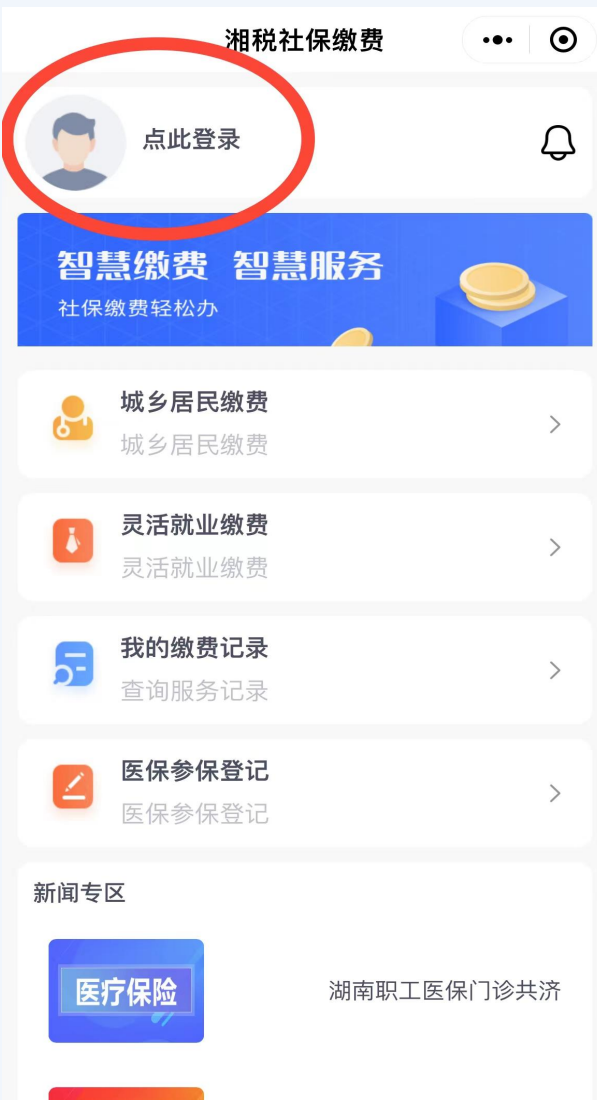 湘税社保缴费
点此登录
智慧缴费 智慧服务
社保缴费轻松办
城乡居民缴费
城乡居民缴费
灵活就业缴费
灵活就业缴费
我的缴费记录
查询服务记录
医保参保登记
医保参保登记
新闻专区
医疗保险
湖南职工医保门诊共济